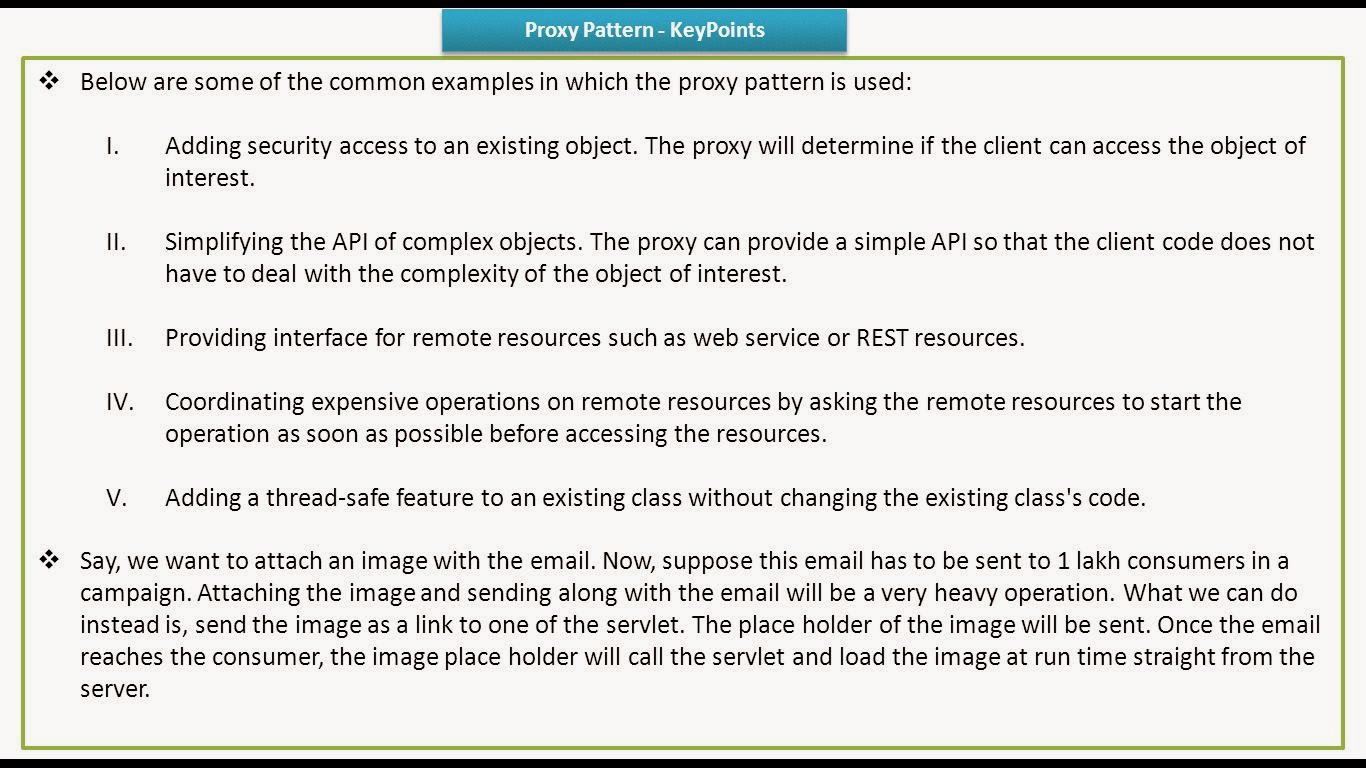 Proxy Pattern - KeyPoints
❖ Below are some of the common examples in which the proxy pattern is used:
I. Adding security access to an existing object. The proxy will determine if the client can access the object of
interest.
II. Simplifying the API of complex objects. The proxy can provide a simple API so that the client code does not
have to deal with the complexity of the object of interest.
III. Providing interface for remote resources such as web service or REST resources.
IV. Coordinating expensive operations on remote resources by asking the remote resources to start the
operation as soon as possible before accessing the resources.
V. Adding a thread-safe feature to an existing class without changing the existing class's code.
❖ Say, we want to attach an image with the email. Now, suppose this email has to be sent to 1 lakh consumers in a
campaign. Attaching the image and sending along with the email will be a very heavy operation. What we can do
instead is, send the image as a link to one of the servlet. The place holder of the image will be sent. Once the email
reaches the consumer, the image place holder will call the servlet and load the image at run time straight from the
server.